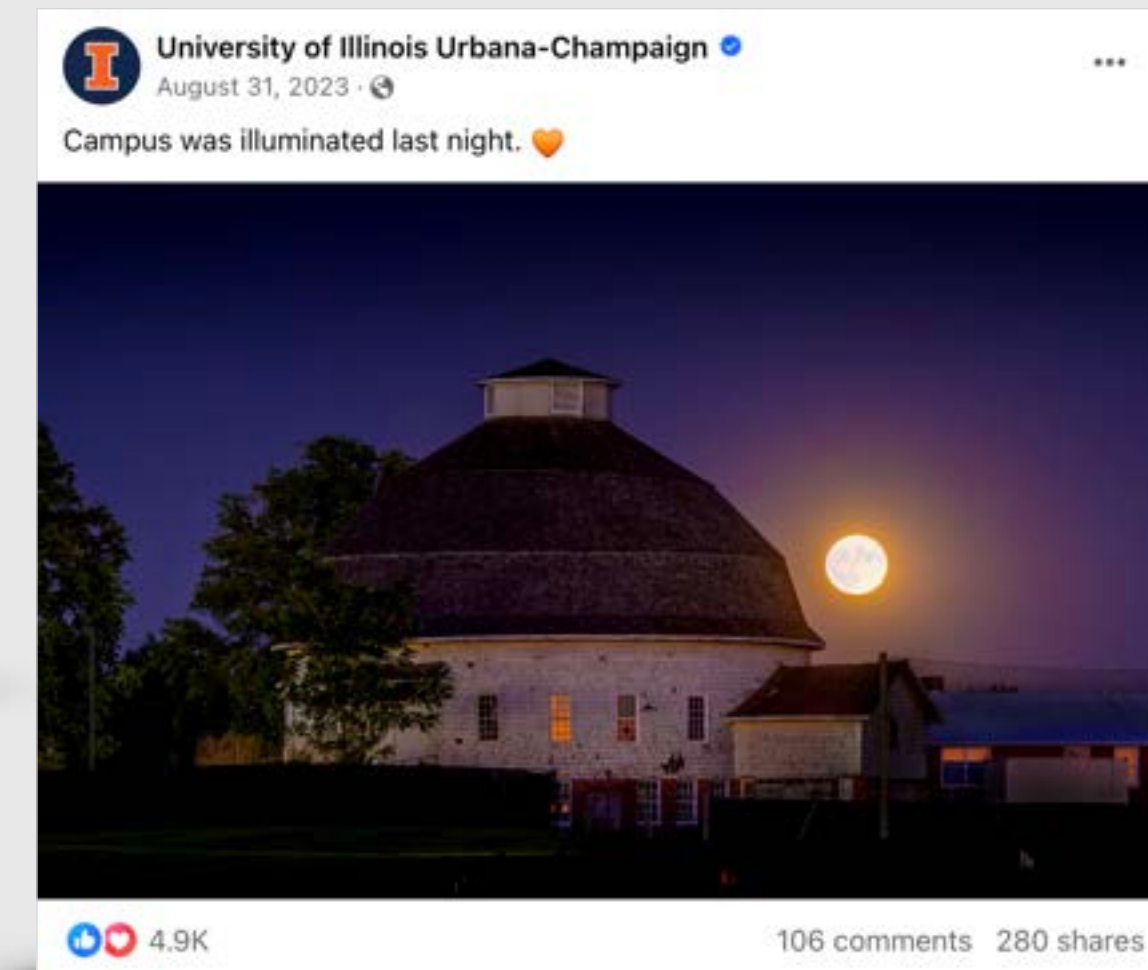 University of Illinois Urbana-Champaign
August 31, 2023 ·
Campus was illuminated last night. 🧡
4.9K
106 comments 280 shares